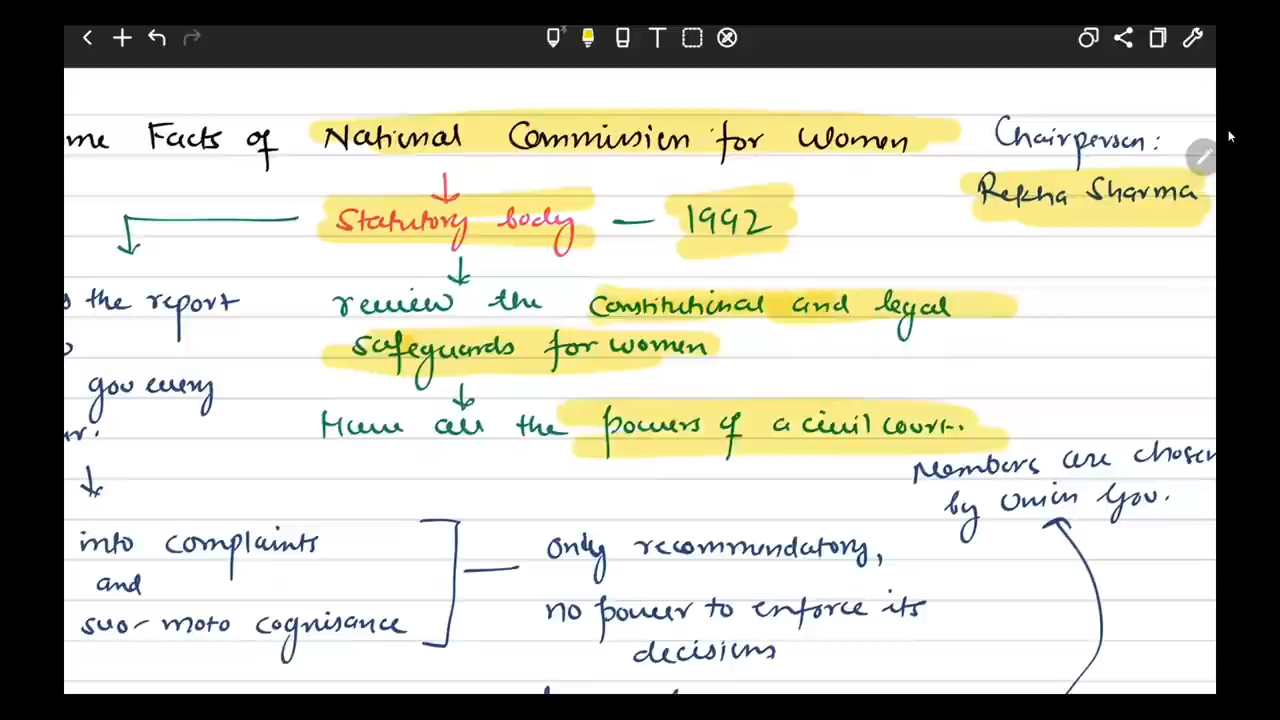 me Facts of National Commission for Women
Chairperson:
Rekha Sharma
Statutory body — 1992
the report
gov every
r.
review the Constitutinal and legal
safeguards for women
Have all the powers of a civil court.
Members are chosen
by Union Gov.
into complaints
and
suo-moto cognisance
only recommendatory,
no power to enforce its
decisions